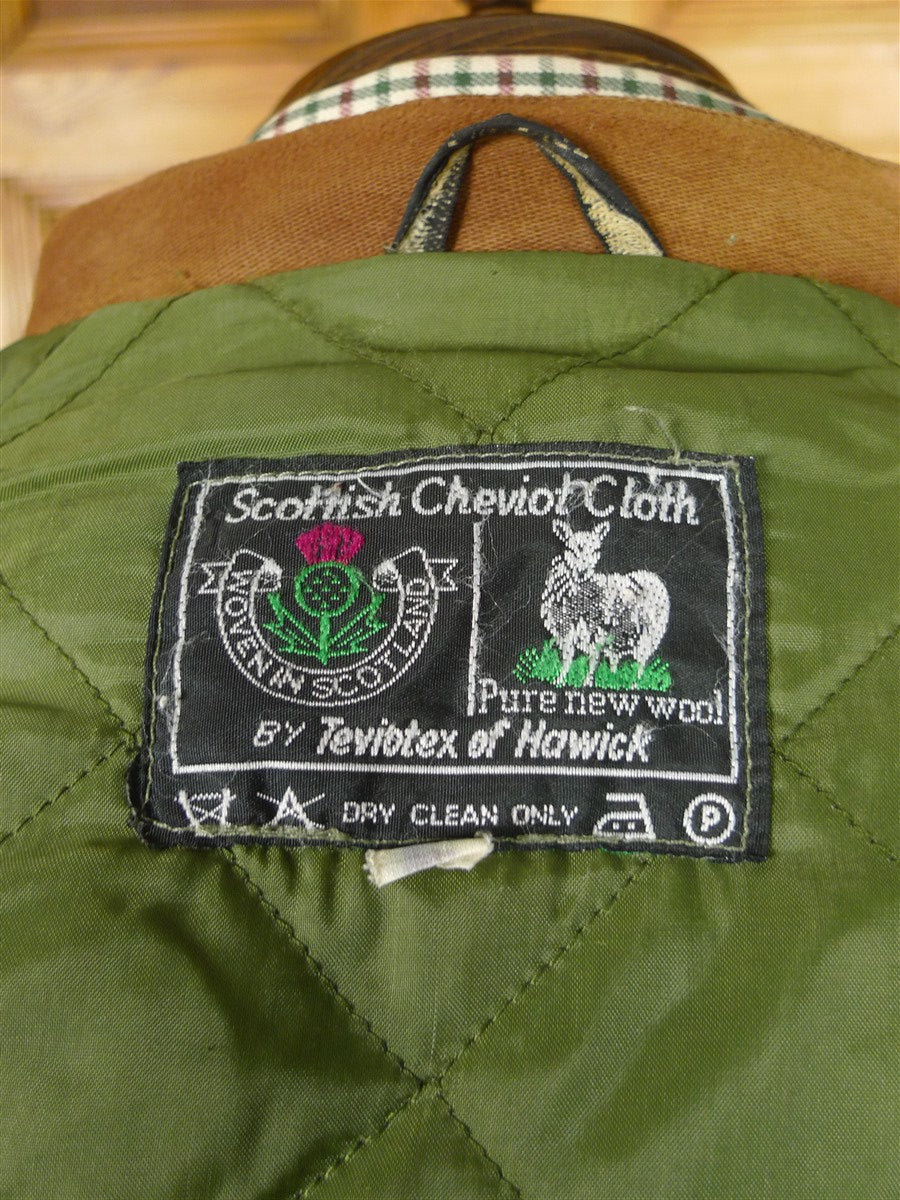 Scottish Cheviot Cloth
WOVEN IN SCOTLAND
Pure new wool
BY Teviotex of Hawick
DRY CLEAN ONLY
P